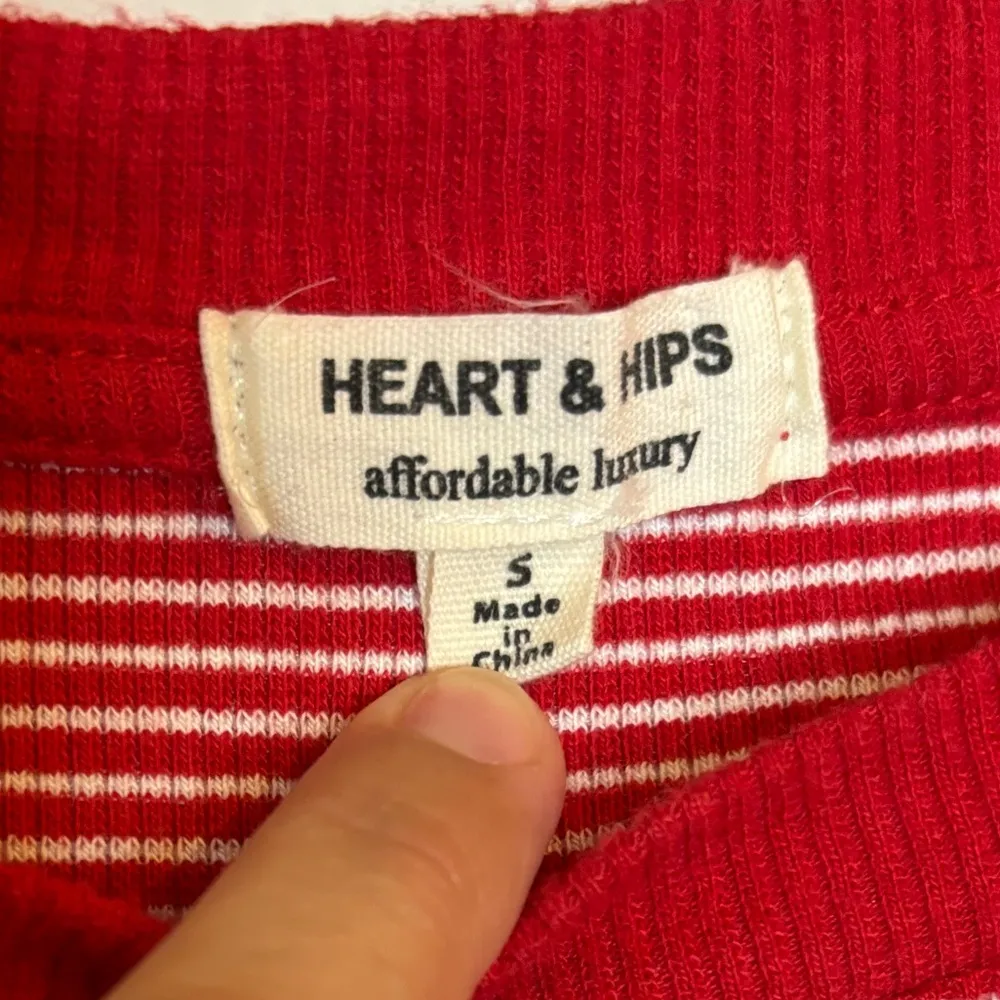 HEART & HIPS
affordable luxury
S
Made
in
China